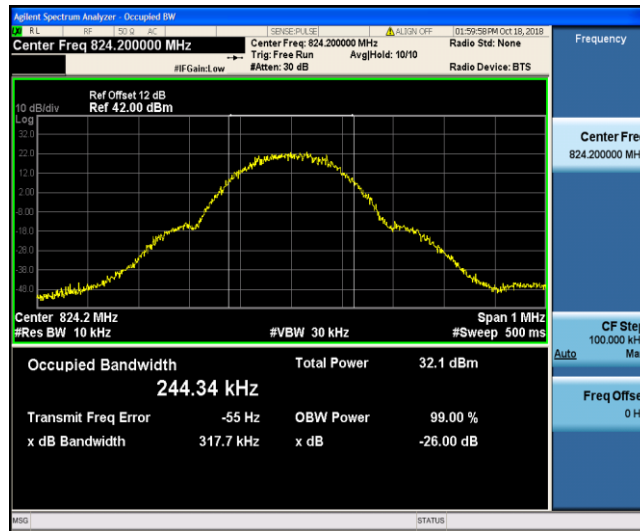 Agilent Spectrum Analyzer - Occupied BW
RL RF 50 Ω AC SENSE:PULSE ALIGN OFF 01:59:58PM Oct 18, 2018
Center Freq 824.200000 MHz
Center Freq: 824.200000 MHz
Radio Std: None
Trig: Free Run Avg|Hold: 10/10
#IFGain:Low
#Atten: 30 dB
Radio Device: BTS
Ref Offset 12 dB
10 dB/div Ref 42.00 dBm
Log
32.0
22.0
12.0
2.00
-8.00
-18.0
-28.0
-38.0
-48.0
Center 824.2 MHz Span 1 MHz
#Res BW 10 kHz #VBW 30 kHz #Sweep 500 ms
Occupied Bandwidth
244.34 kHz
Total Power 32.1 dBm
Transmit Freq Error -55 Hz OBW Power 99.00 %
x dB Bandwidth 317.7 kHz x dB -26.00 dB
Frequency
Center Fre
824.200000 MH
CF Step
100.000 kH
Auto Ma
Freq Offse
0 H
MSG STATUS